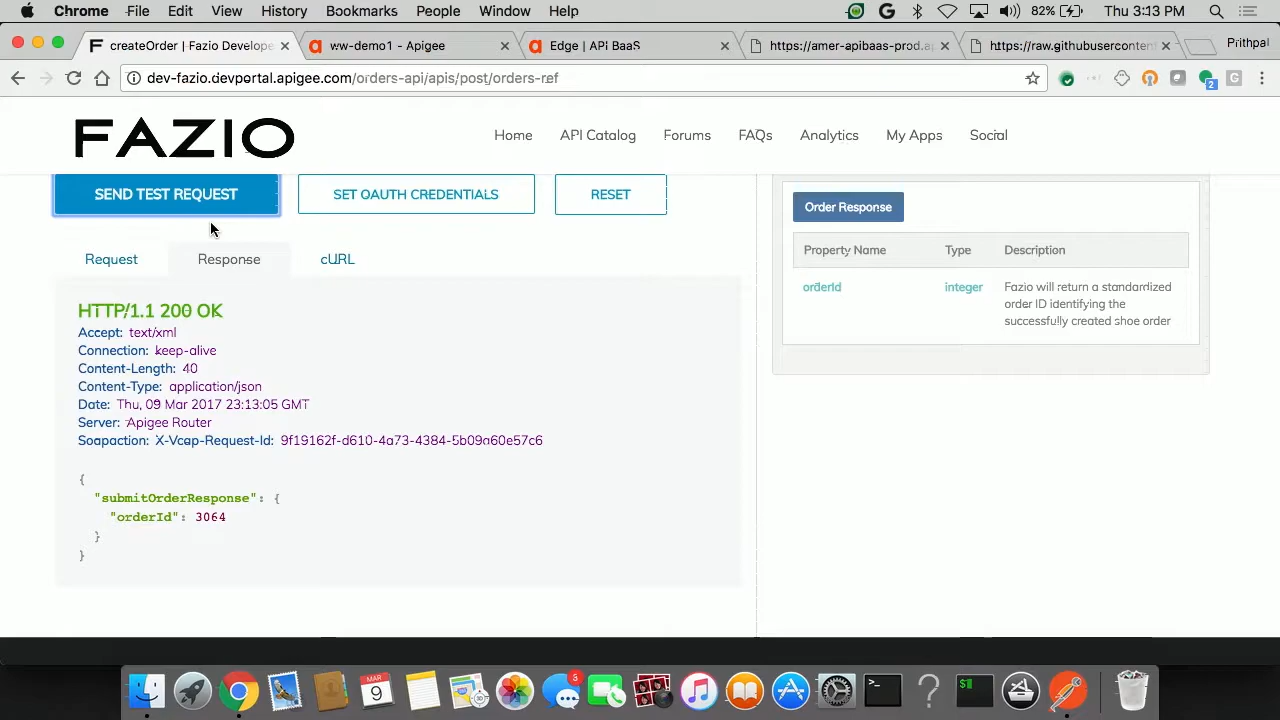 Chrome File Edit View History Bookmarks People Window Help 82% Thu 3:13 PM
createOrder | Fazio Develope ww-demo1 - Apigee Edge | API BaaS https://amer-apibaas-prod.a https://raw.githubusercontent Prithpal
dev-fazio.devportal.apigee.com/orders-api/apis/post/orders-ref
2
FAZIO
Home API Catalog Forums FAQs Analytics My Apps Social
SEND TEST REQUEST SET OAUTH CREDENTIALS RESET
Order Response
Property Name Type Description
orderId integer Fazio will return a standardized
order ID identifying the
successfully created shoe order
Request Response cURL
HTTP/1.1 200 OK
Accept: text/xml
Connection: keep-alive
Content-Length: 40
Content-Type: application/json
Date: Thu, 09 Mar 2017 23:13:05 GMT
Server: Apigee Router
Soapaction: X-Vcap-Request-Id: 9f19162f-d610-4a73-4384-5b09a60e57c6
{
"submitOrderResponse": {
"orderId": 3064
}
}
MAR
9
3